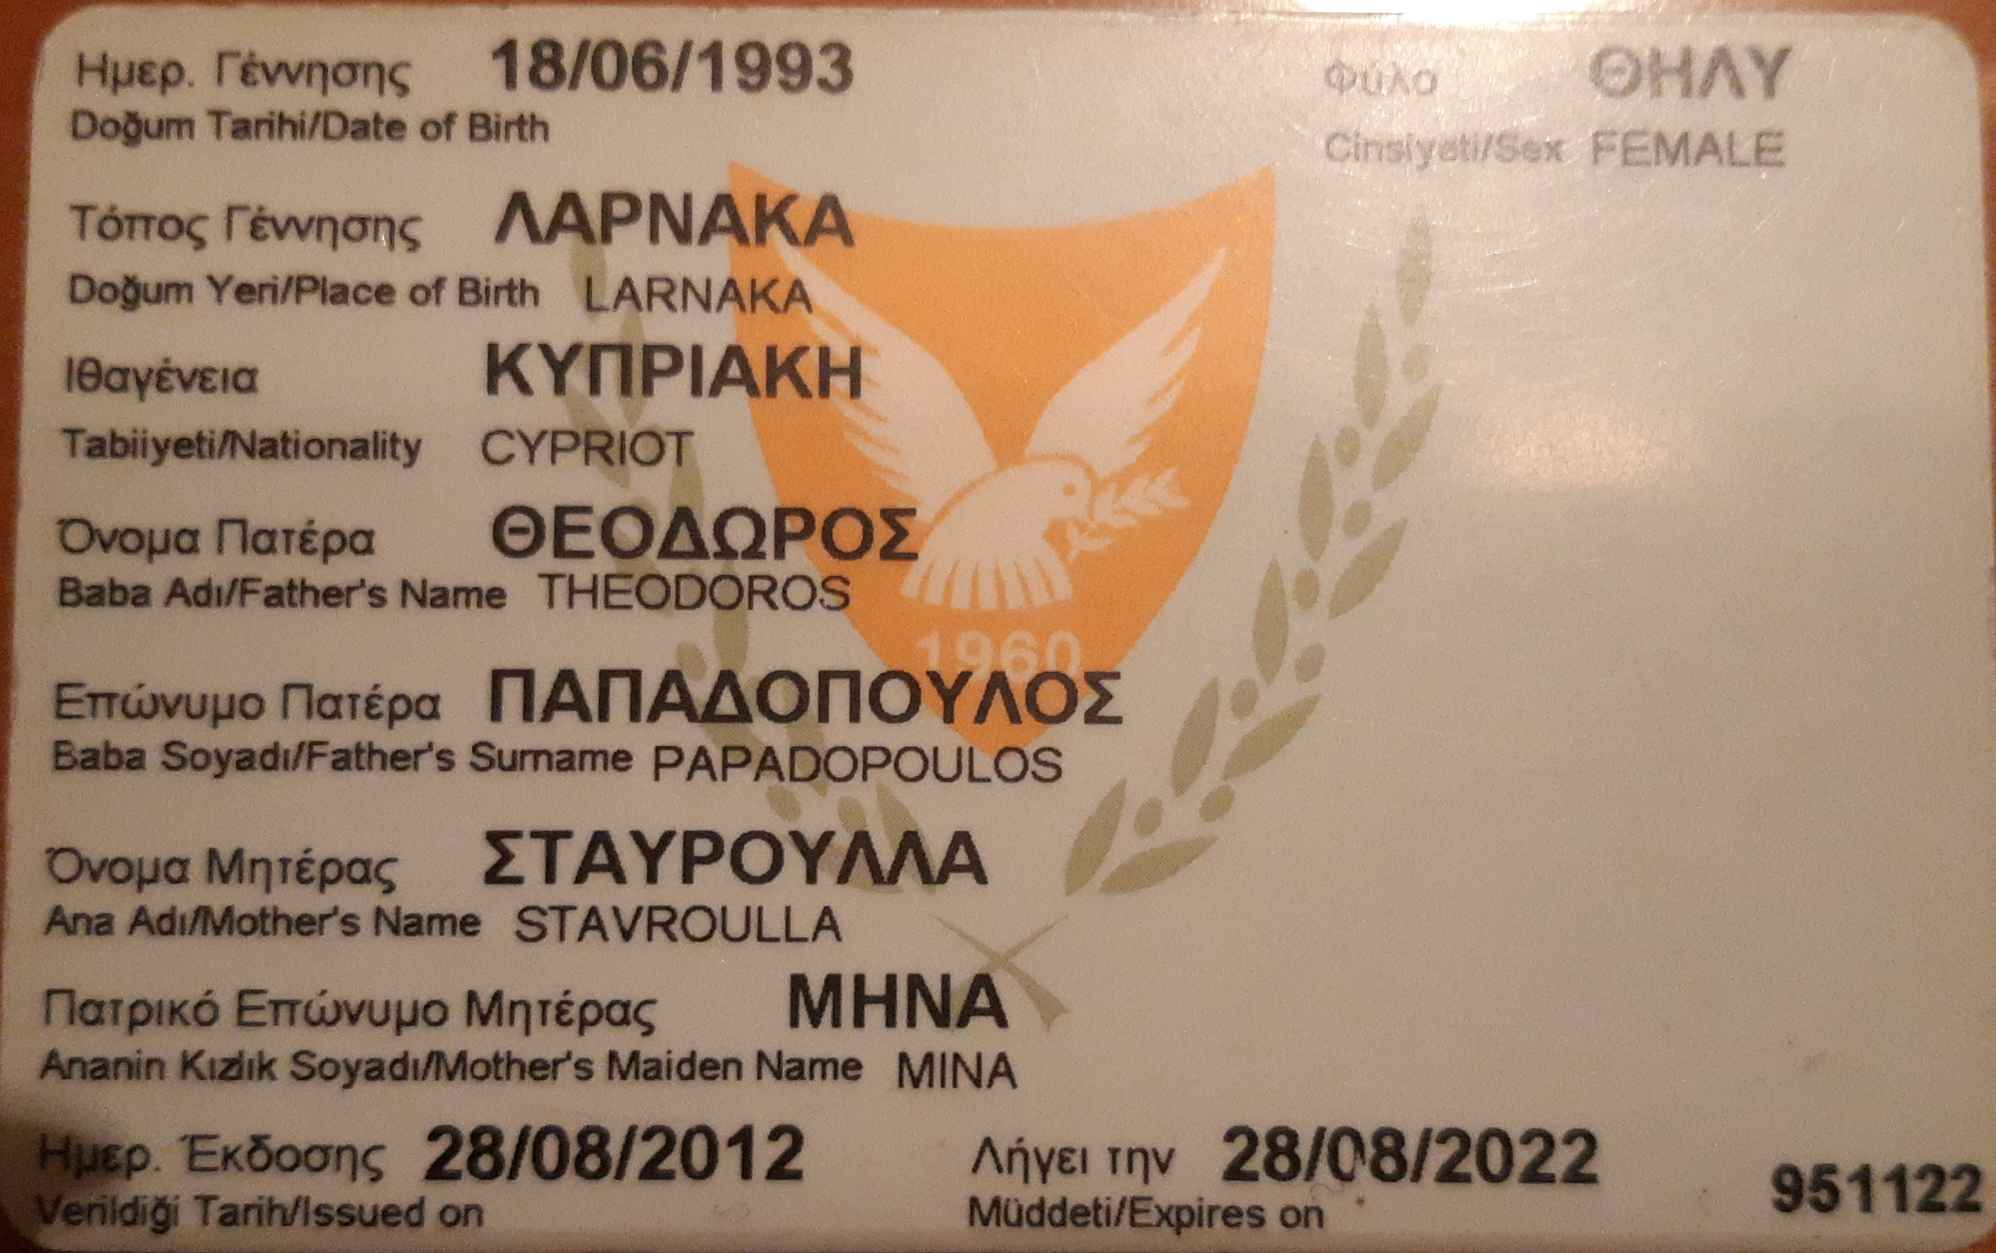 Ημερ. Γέννησης 18/06/1993 Φύλο ΘΗΛΥ
Doğum Tarihi/Date of Birth Cinsiyeti/Sex FEMALE
Τόπος Γέννησης ΛΑΡΝΑΚΑ
Doğum Yeri/Place of Birth LARNAKA
Ιθαγένεια ΚΥΠΡΙΑΚΗ
Tabiiyeti/Nationality CYPRIOT
Όνομα Πατέρα ΘΕΟΔΩΡΟΣ
Baba Adı/Father's Name THEODOROS
1960
Επώνυμο Πατέρα ΠΑΠΑΔΟΠΟΥΛΟΣ
Baba Soyadı/Father's Surname PAPADOPOULOS
Όνομα Μητέρας ΣΤΑΥΡΟΥΛΛΑ
Ana Adı/Mother's Name STAVROULLA
Πατρικό Επώνυμο Μητέρας ΜΗΝΑ
Ananin Kızlık Soyadı/Mother's Maiden Name MINA
Ημερ. Έκδοσης 28/08/2012 Λήγει την 28/08/2022
Verildiği Tarih/Issued on Müddeti/Expires on 951122